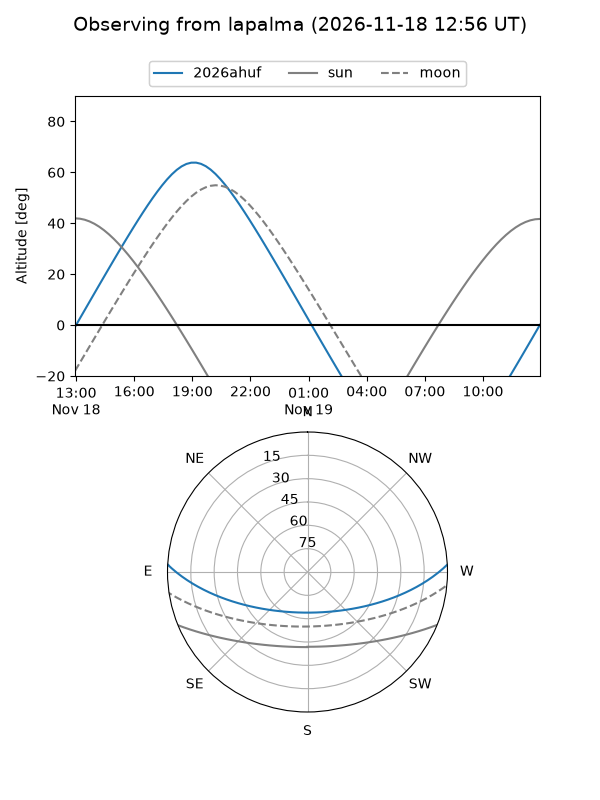 Observing from lapalma (2026-11-18 12:56 UT)
2026ahuf sun moon
Altitude [deg]
80
60
40
20
0
−20
13:00 16:00 19:00 22:00 01:00 04:00 07:00 10:00
Nov 18 Nov 19
N
NE NW
15
30
45
60
75
E W
SE SW
S